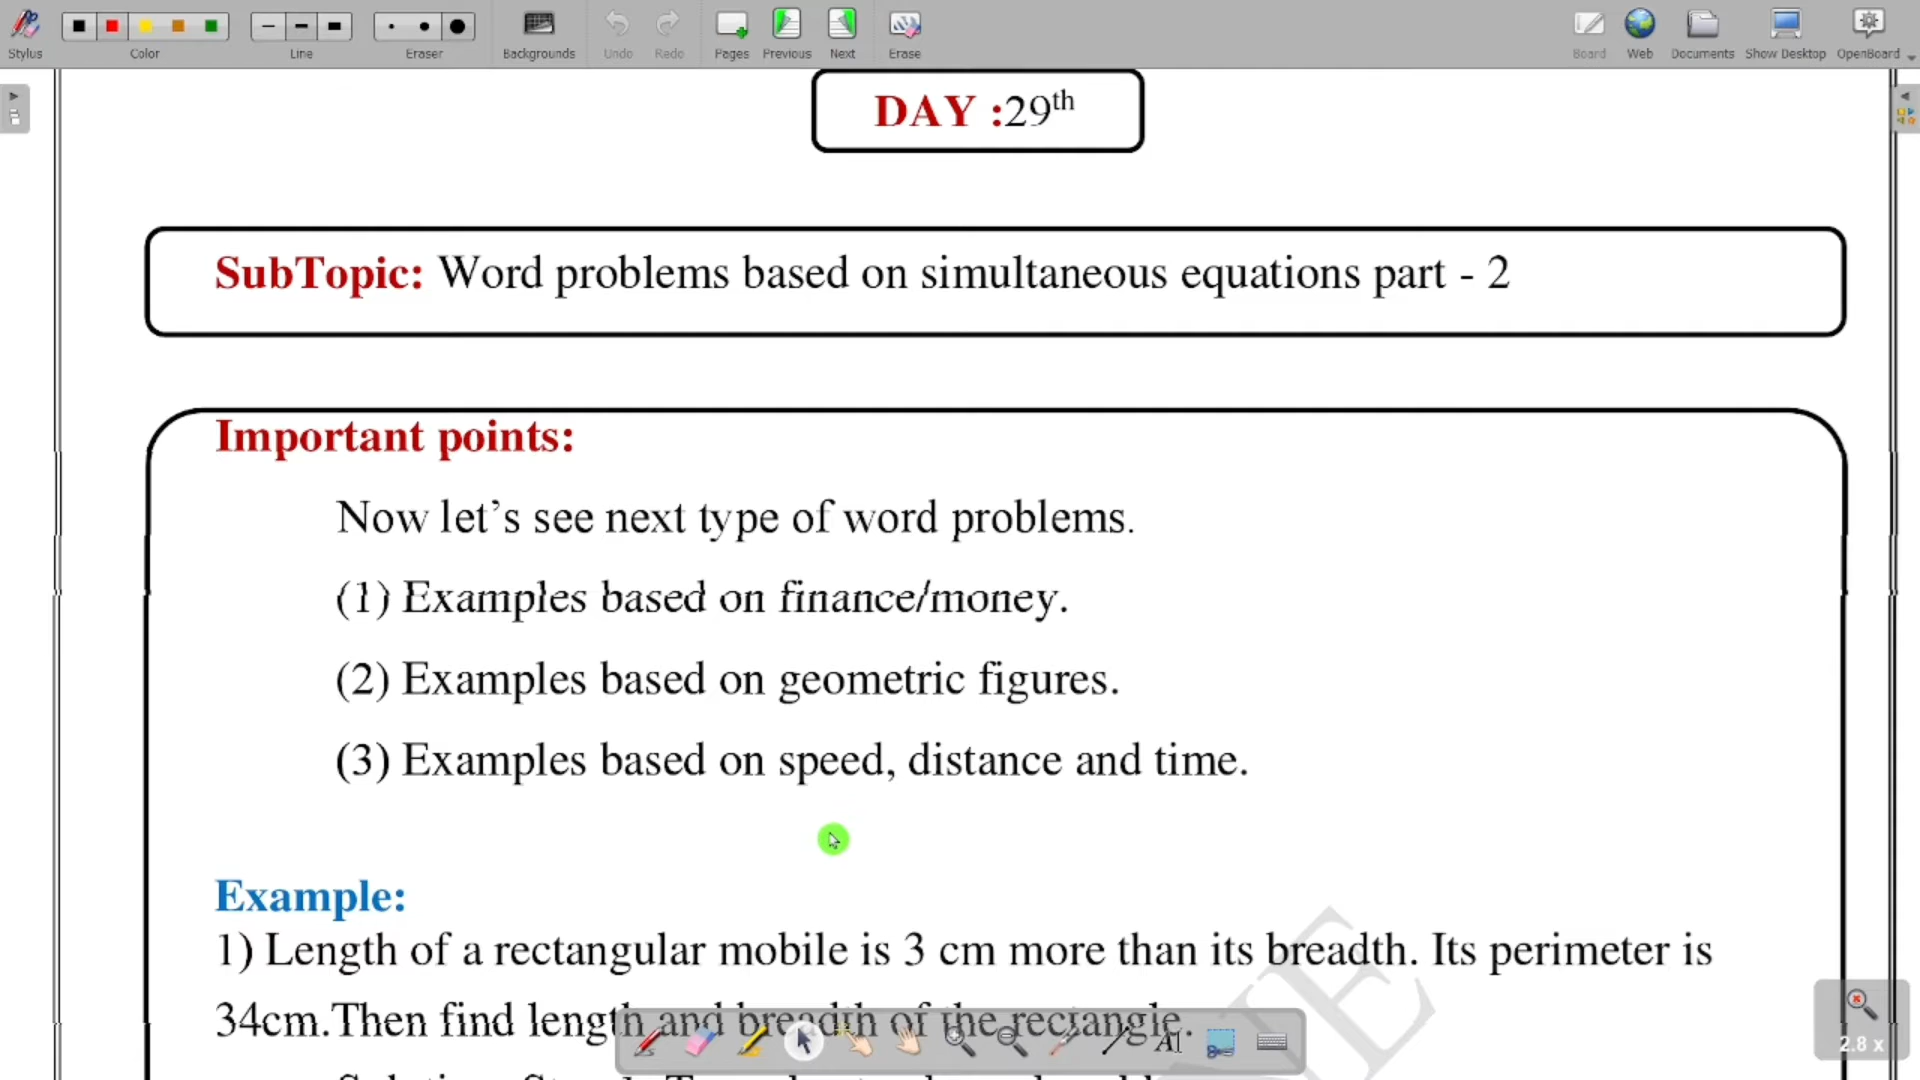 Stylus Color Line Eraser Backgrounds Undo Redo Pages Previous Next Erase Board Web Documents Show Desktop OpenBoard
DAY :29th
SubTopic: Word problems based on simultaneous equations part - 2
Important points:
Now let’s see next type of word problems.
(1) Examples based on finance/money.
(2) Examples based on geometric figures.
(3) Examples based on speed, distance and time.
Example:
1) Length of a rectangular mobile is 3 cm more than its breadth. Its perimeter is
34cm.Then find length and breadth of the rectangle.
2.8 x